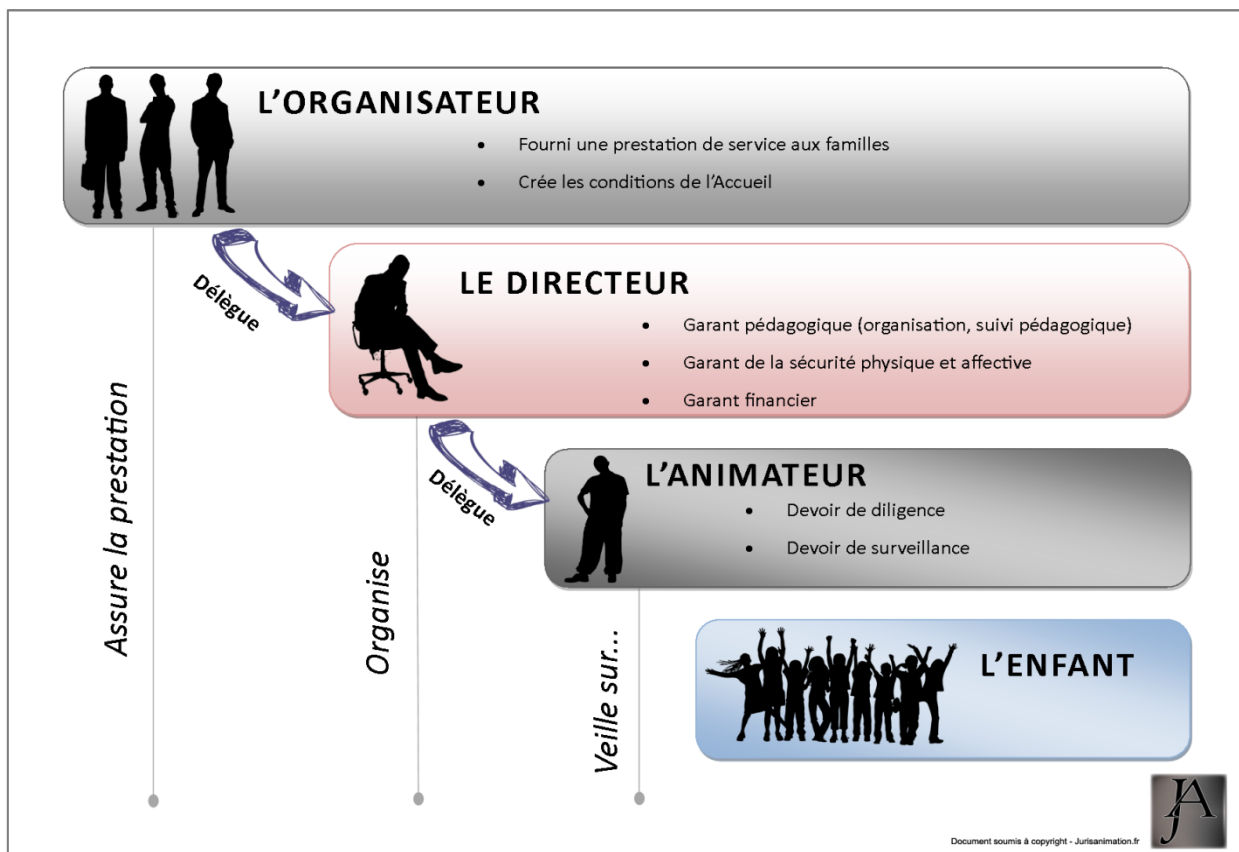 L'ORGANISATEUR
• Fourni une prestation de service aux familles
• Crée les conditions de l'Accueil
Délègue
LE DIRECTEUR
• Garant pédagogique (organisation, suivi pédagogique)
• Garant de la sécurité physique et affective
• Garant financier
Délègue
L'ANIMATEUR
• Devoir de diligence
• Devoir de surveillance
Assure la prestation
Organise
Veille sur...
L'ENFANT
JA
Document soumis à copyright - Jurisanimation.fr